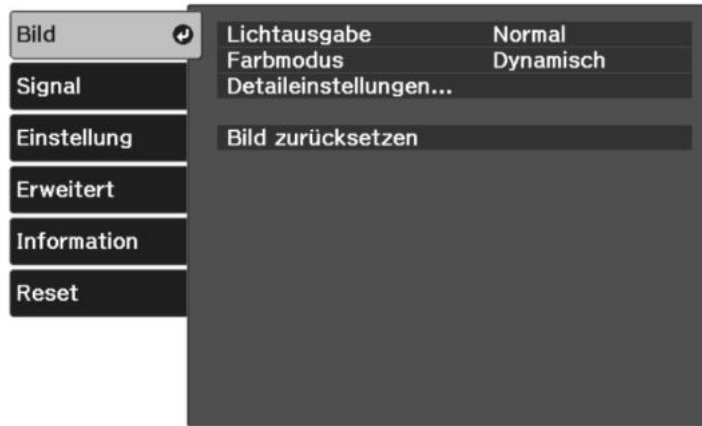 Bild
Signal
Einstellung
Erweitert
Information
Reset
Lichtausgabe Normal
Farbmodus Dynamisch
Detaileinstellungen...
Bild zurücksetzen